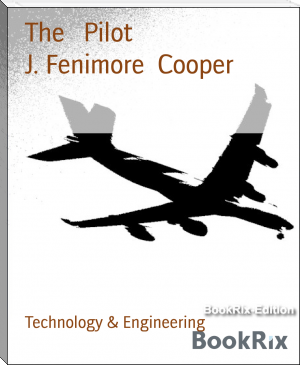 The Pilot
J. Fenimore Cooper
BookRix-Edition
Technology & Engineering
BookRix